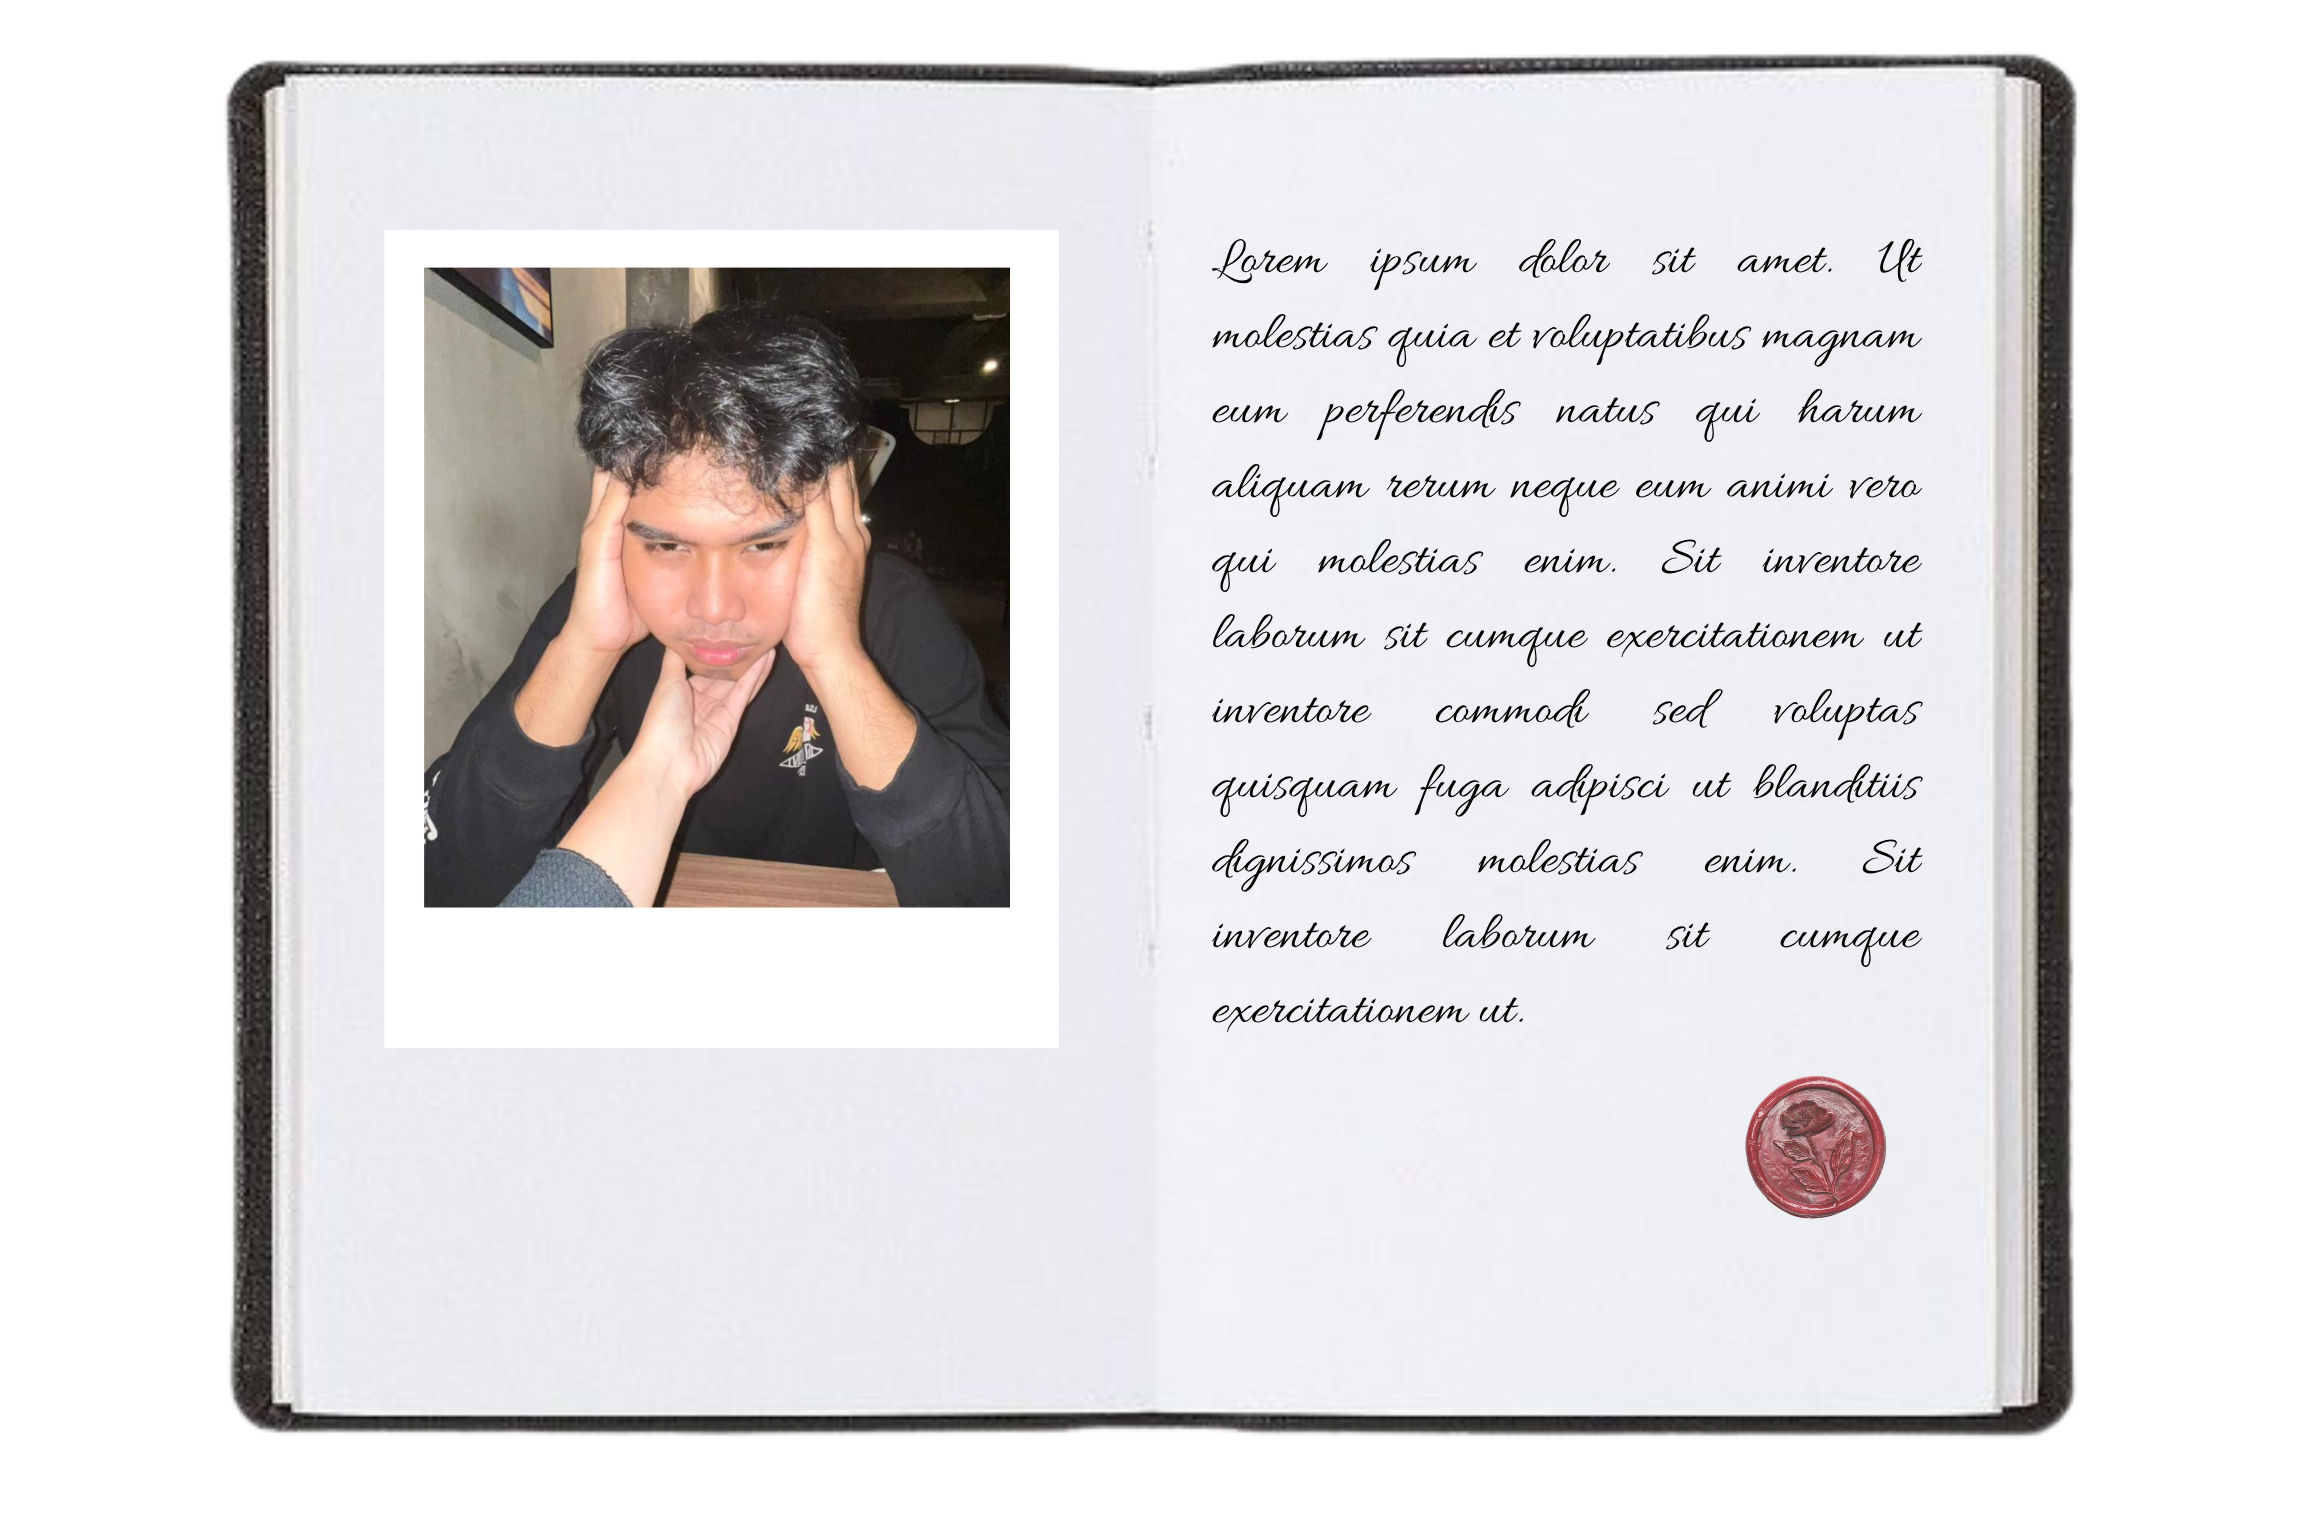 Lorem ipsum dolor sit amet. Ut
molestias quia et voluptatibus magnam
eum perferendis natus qui harum
aliquam rerum neque eum animi vero
qui molestias enim. Sit inventore
laborum sit cumque exercitationem ut
inventore commodi sed voluptas
quisquam fuga adipisci ut blanditiis
dignissimos molestias enim. Sit
inventore laborum sit cumque
exercitationem ut.